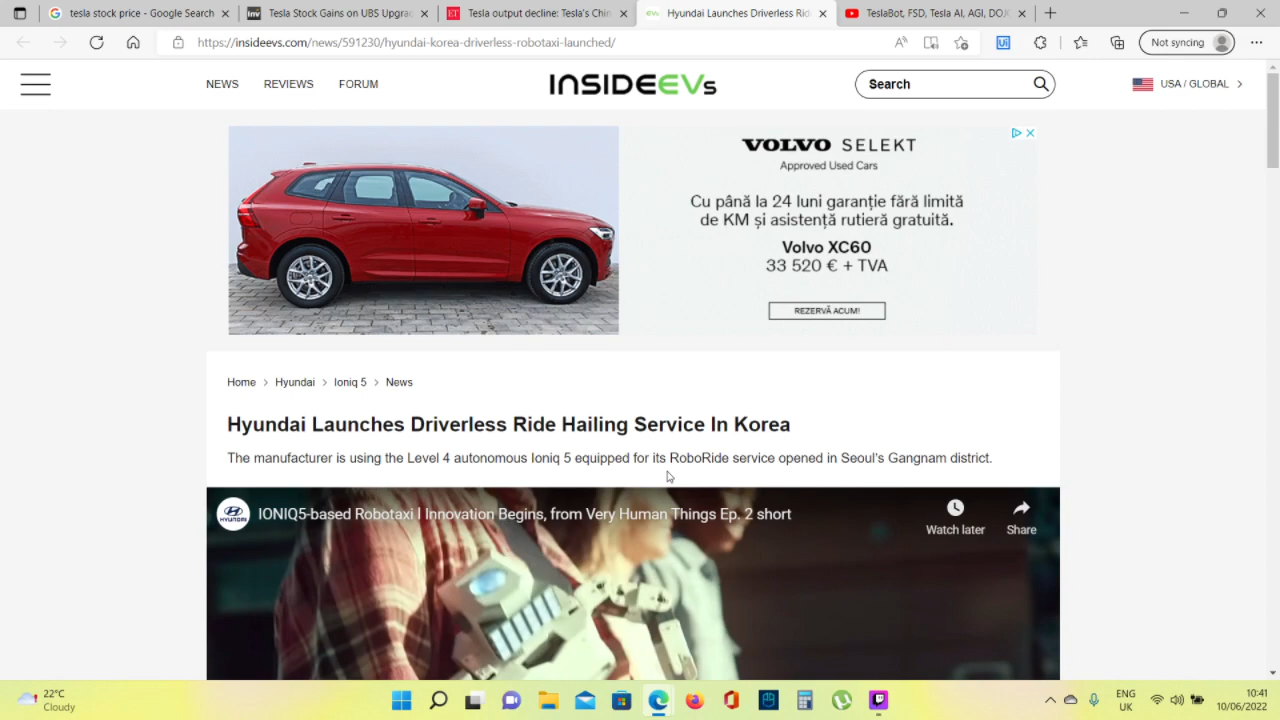 tesla stock price - Google Search
Tesla Stock Gains on UBS Upgra
Tesla output decline: Tesla's Chin
Hyundai Launches Driverless Rid
TeslaBot, FSD, Tesla AI, AGI, DOJ
https://insideevs.com/news/591230/hyundai-korea-driverless-robotaxi-launched/
Not syncing
NEWS
REVIEWS
FORUM
INSIDEEVs
Search
USA / GLOBAL
VOLVO SELEKT
Approved Used Cars
Cu până la 24 luni garanție fără limită
de KM și asistență rutieră gratuită.
Volvo XC60
33 520 € + TVA
REZERVĂ ACUM!
Home > Hyundai > Ioniq 5 > News
Hyundai Launches Driverless Ride Hailing Service In Korea
The manufacturer is using the Level 4 autonomous Ioniq 5 equipped for its RoboRide service opened in Seoul's Gangnam district.
HYUNDAI
IONIQ5-based Robotaxi l Innovation Begins, from Very Human Things Ep. 2 short
Watch later
Share
22°C
Cloudy
ENG
UK
10:41
10/06/2022